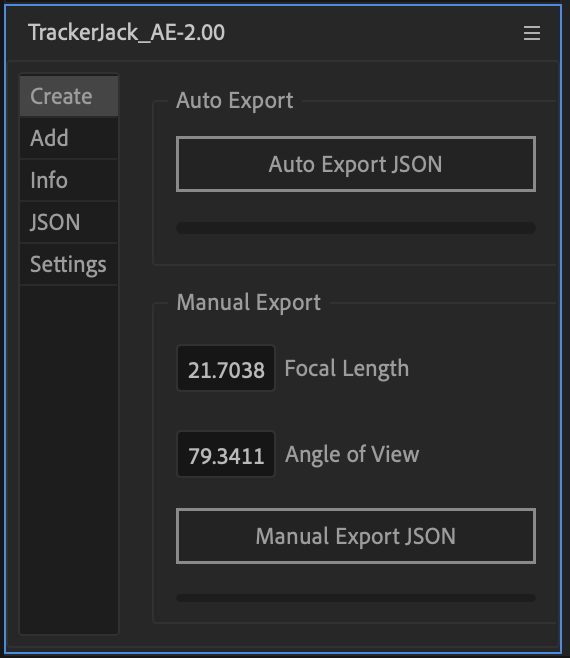 TrackerJack_AE-2.00
Create
Add
Info
JSON
Settings
Auto Export
Auto Export JSON
Manual Export
21.7038 Focal Length
79.3411 Angle of View
Manual Export JSON